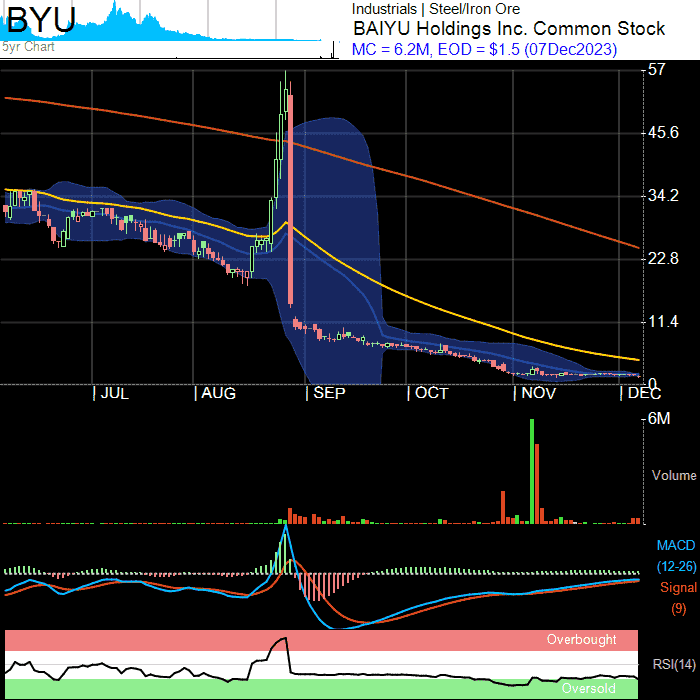 BYU
5yr Chart
Industrials | Steel/Iron Ore
BAIYU Holdings Inc. Common Stock
MC = 6.2M, EOD = $1.5 (07Dec2023)
57
45.6
34.2
22.8
11.4
0
JUL
AUG
SEP
OCT
NOV
DEC
6M
Volume
MACD
(12-26)
Signal
(9)
Overbought
RSI(14)
Oversold